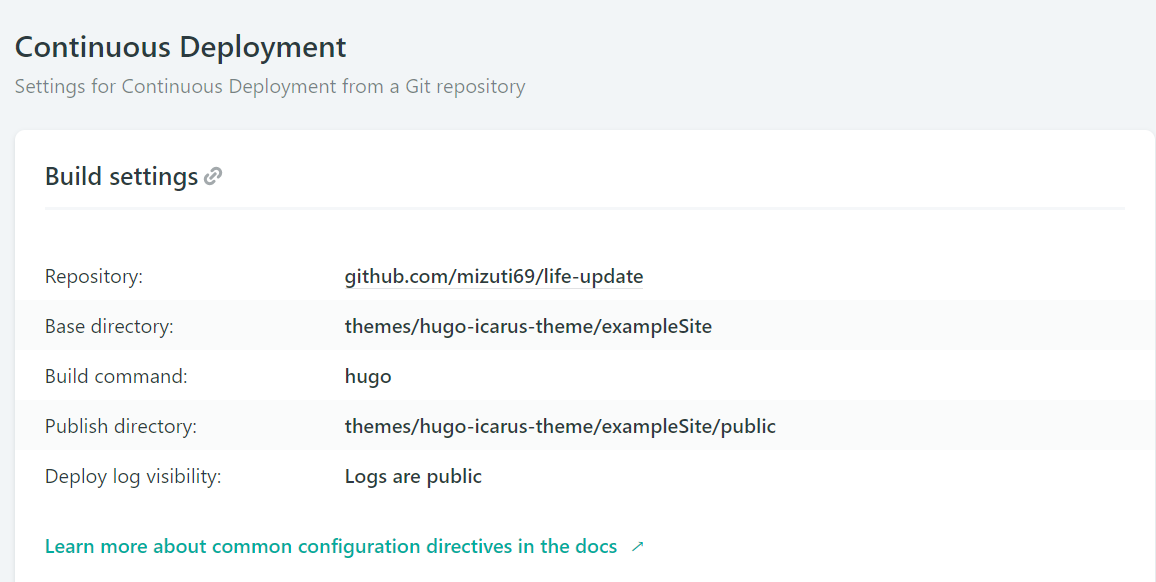 Continuous Deployment
Settings for Continuous Deployment from a Git repository
Build settings
Repository: github.com/mizuti69/life-update
Base directory: themes/hugo-icarus-theme/exampleSite
Build command: hugo
Publish directory: themes/hugo-icarus-theme/exampleSite/public
Deploy log visibility: Logs are public
Learn more about common configuration directives in the docs ↗